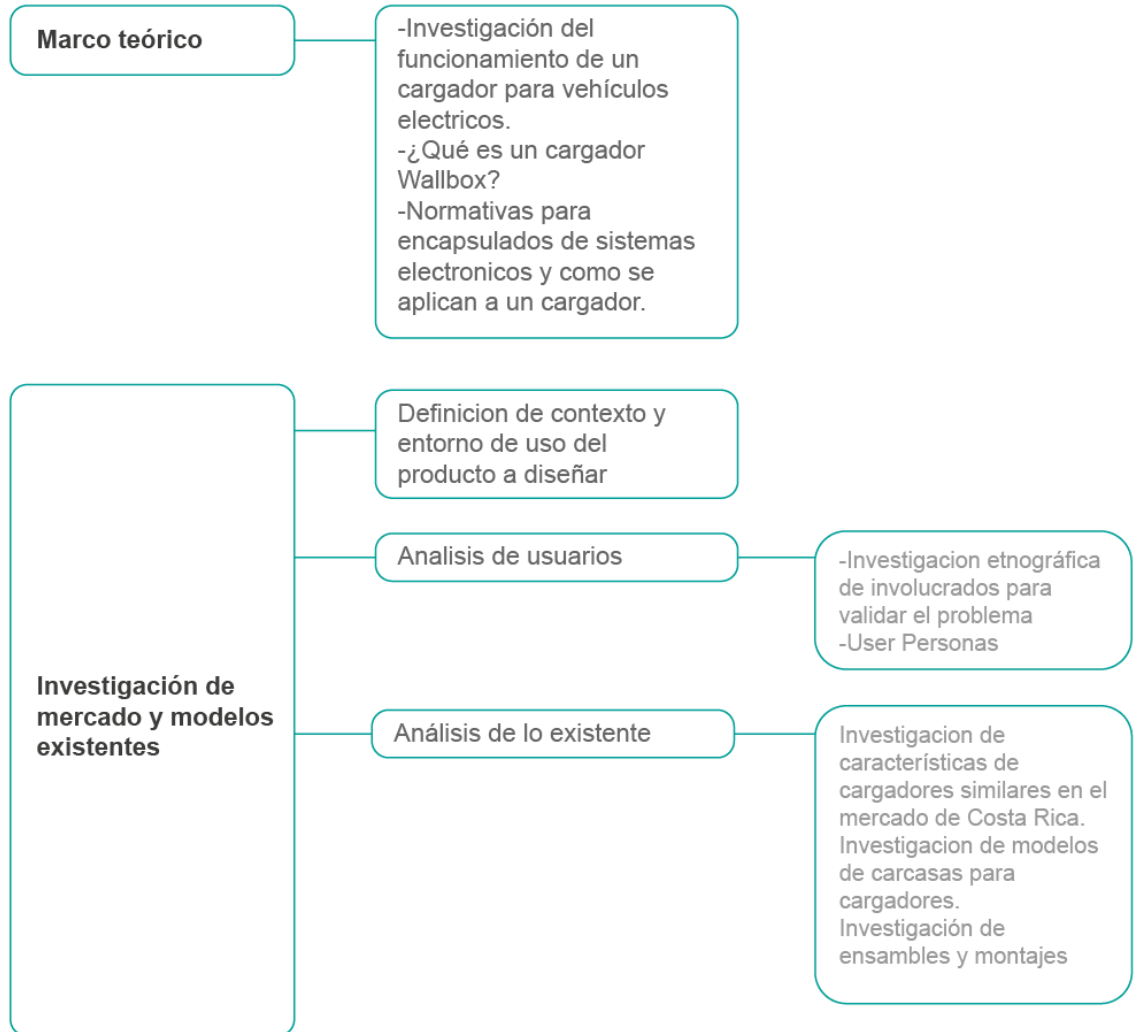 Marco teórico
-Investigación del
funcionamiento de un
cargador para vehículos
electricos.
-¿Qué es un cargador
Wallbox?
-Normativas para
encapsulados de sistemas
electronicos y como se
aplican a un cargador.
Investigación de
mercado y modelos
existentes
Definicion de contexto y
entorno de uso del
producto a diseñar
Analisis de usuarios
-Investigacion etnográfica
de involucrados para
validar el problema
-User Personas
Análisis de lo existente
Investigacion de
características de
cargadores similares en el
mercado de Costa Rica.
Investigacion de modelos
de carcasas para
cargadores.
Investigación de
ensambles y montajes